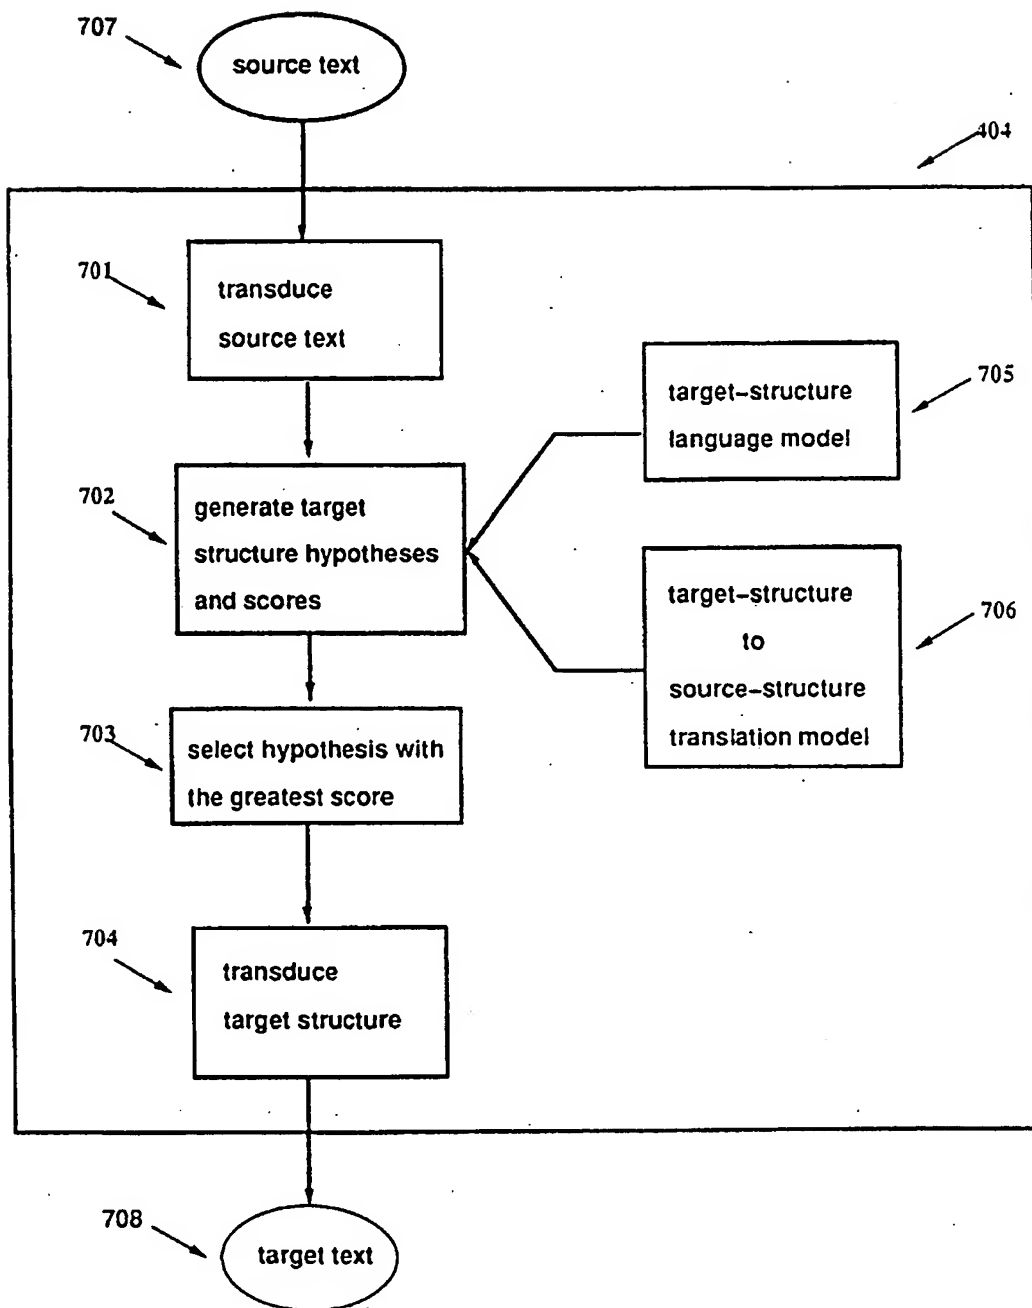 707
source text
404
701
transduce
source text
705
target-structure
language model
702
generate target
structure hypotheses
and scores
706
target-structure
to
source-structure
translation model
703
select hypothesis with
the greatest score
704
transduce
target structure
708
target text